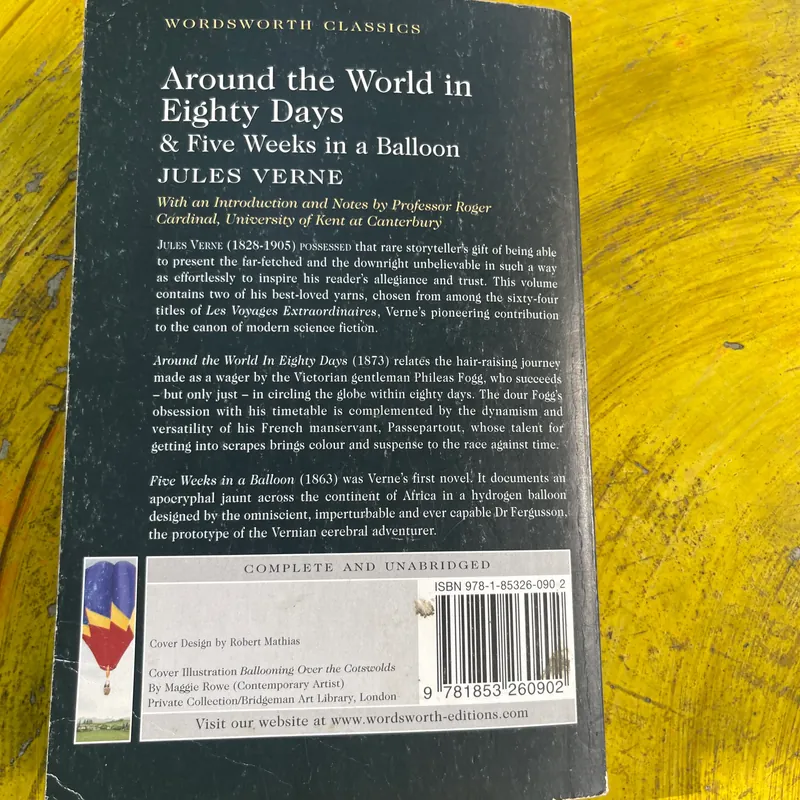 WORDSWORTH CLASSICS
Around the World in
Eighty Days
& Five Weeks in a Balloon
JULES VERNE
With an Introduction and Notes by Professor Roger
Cardinal, University of Kent at Canterbury
JULES VERNE (1828-1905) POSSESSED that rare storyteller's gift of being able
to present the far-fetched and the downright unbelievable in such a way
as effortlessly to inspire his reader's allegiance and trust. This volume
contains two of his best-loved yarns, chosen from among the sixty-four
titles of Les Voyages Extraordinaires, Verne's pioneering contribution
to the canon of modern science fiction.
Around the World In Eighty Days (1873) relates the hair-raising journey
made as a wager by the Victorian gentleman Phileas Fogg, who succeeds
– but only just – in circling the globe within eighty days. The dour Fogg's
obsession with his timetable is complemented by the dynamism and
versatility of his French manservant, Passepartout, whose talent for
getting into scrapes brings colour and suspense to the race against time.
Five Weeks in a Balloon (1863) was Verne's first novel. It documents an
apocryphal jaunt across the continent of Africa in a hydrogen balloon
designed by the omniscient, imperturbable and ever capable Dr Fergusson,
the prototype of the Vernian cerebral adventurer.
COMPLETE AND UNABRIDGED
ISBN 978-1-85326-090 2
Cover Design by Robert Mathias
Cover Illustration Ballooning Over the Cotswolds
By Maggie Rowe (Contemporary Artist)
Private Collection/Bridgeman Art Library, London
9 781853 260902
Visit our website at www.wordsworth-editions.com